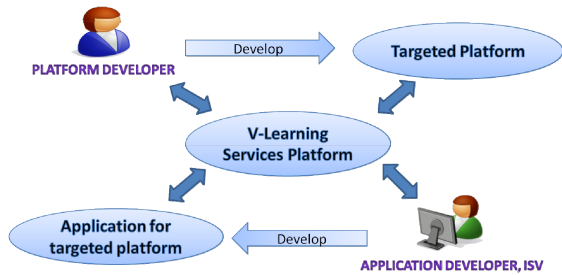 Develop
Targeted Platform
PLATFORM DEVELOPER
V-Learning
Services Platform
Application for
targeted platform
Develop
APPLICATION DEVELOPER, ISV